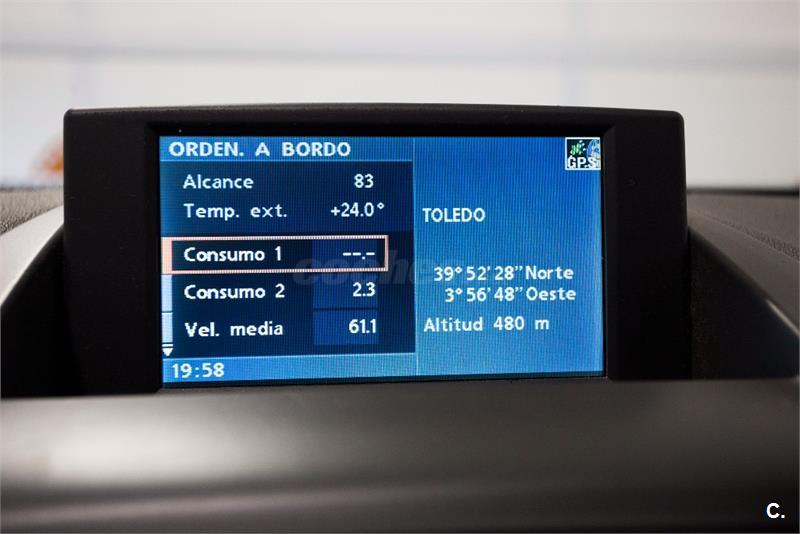 ORDEN. A BORDO
GPS
Alcance 83
Temp. ext. +24.0°
Consumo 1 --.-
Consumo 2 2.3
Vel. media 61.1
19:58
TOLEDO
39° 52' 28" Norte
3° 56' 48" Oeste
Altitud 480 m
coches
C.